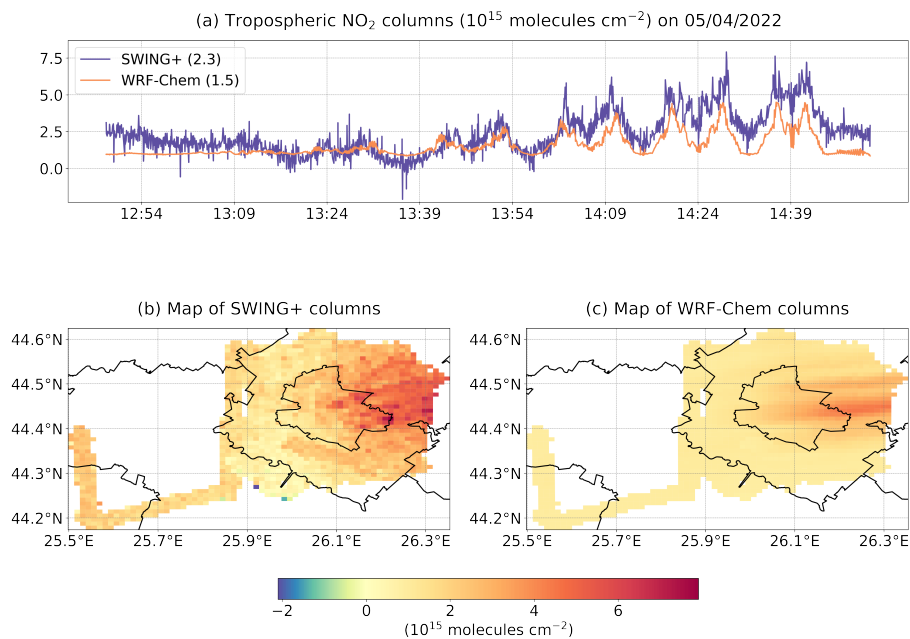 (a) Tropospheric NO₂ columns (10¹⁵ molecules cm⁻²) on 05/04/2022
7.5
5.0
2.5
0.0
SWING+ (2.3)
WRF-Chem (1.5)
12:54 13:09 13:24 13:39 13:54 14:09 14:24 14:39
(b) Map of SWING+ columns
44.6°N
44.5°N
44.4°N
44.3°N
44.2°N
25.5°E 25.7°E 25.9°E 26.1°E 26.3°E
(c) Map of WRF-Chem columns
44.6°N
44.5°N
44.4°N
44.3°N
44.2°N
25.5°E 25.7°E 25.9°E 26.1°E 26.3°E
−2 0 2 4 6
(10¹⁵ molecules cm⁻²)